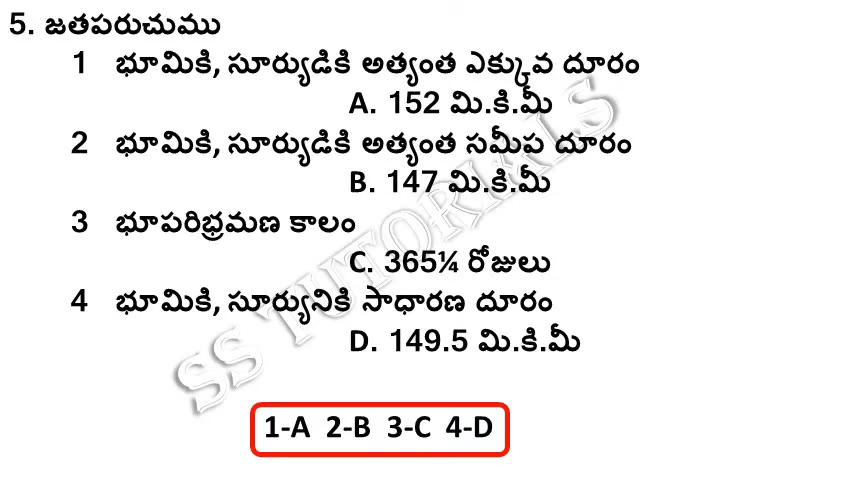 5. జతపరుచుము
1 భూమికి, సూర్యుడికి అత్యంత ఎక్కువ దూరం
A. 152 మి.కి.మీ
2 భూమికి, సూర్యుడికి అత్యంత సమీప దూరం
B. 147 మి.కి.మీ
3 భూపరిభ్రమణ కాలం
C. 365¼ రోజులు
4 భూమికి, సూర్యునికి సాధారణ దూరం
D. 149.5 మి.కి.మీ
SS TUTORIALS
1-A 2-B 3-C 4-D